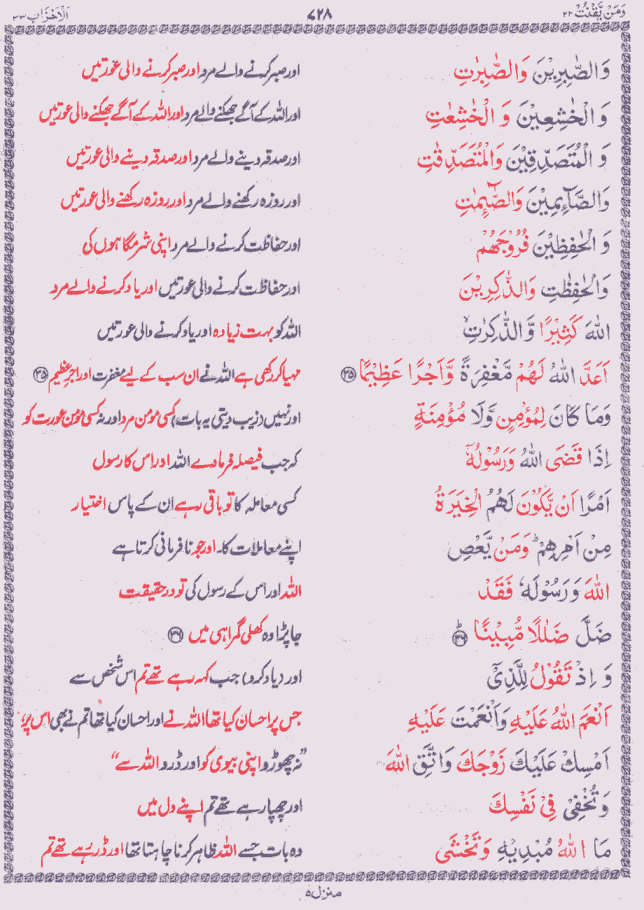 وَمَنْ يَّقْنُتْ ۲۲ ۷۲۸ اَلْاَحْزَاب ۳۳
وَالصّٰبِرِيْنَ وَالصّٰبِرٰتِ اور صبر کرنے والے مرد اور صبر کرنے والی عورتیں
وَ الْخٰشِعِيْنَ وَ الْخٰشِعٰتِ اور اللہ کے آگے جھکنے والے مرد اور اللہ کے آگے جھکنے والی عورتیں
وَ الْمُتَصَدِّقِيْنَ وَالْمُتَصَدِّقٰتِ اور صدقہ دینے والے مرد اور صدقہ دینے والی عورتیں
وَالصَّآىِٕمِيْنَ وَالصّٰٓىِٕمٰتِ اور روزہ رکھنے والے مرد اور روزہ رکھنے والی عورتیں
وَ الْحٰفِظِيْنَ فُرُوْجَهُمْ اور حفاظت کرنے والے مرد اپنی شرمگاہوں کی
وَالْحٰفِظٰتِ وَالذّٰكِرِيْنَ اور حفاظت کرنے والی عورتیں اور یاد کرنے والے مرد
اللّٰهَ كَثِيْرًا وَّ الذّٰكِرٰتِ اللہ کو بہت زیادہ اور یاد کرنے والی عورتیں
اَعَدَّ اللّٰهُ لَهُمْ مَّغْفِرَةً وَّاَجْرًا عَظِيْمًا ۳۵ مہیا کر رکھی ہے اللہ نے ان سب کے لیے مغفرت اور اجر عظیم ۳۵
وَمَا كَانَ لِمُؤْمِنٍ وَّلَا مُؤْمِنَةٍ اور نہیں (زیب دیتی یہ بات) کسی مومن مرد اور نہ کسی مومن عورت کو
اِذَا قَضَى اللّٰهُ وَرَسُوْلُهٗٓ کہ جب فیصلہ فرما دے اللہ اور اس کا رسول
اَمْرًا اَنْ يَّكُوْنَ لَهُمُ الْخِيَرَةُ کسی معاملہ کا تو باقی رہے ان کے پاس اختیار
مِنْ اَمْرِهِمْ ؕ وَمَنْ يَّعْصِ اپنے معاملات کا۔ اور جو نافرمانی کرتا ہے
اللّٰهَ وَرَسُوْلَهٗ فَقَدْ اللہ اور اس کے رسول کی تو درحقیقت
ضَلَّ ضَلٰلًا مُّبِيْنًا ۳۶ جا پڑا وہ کھلی گمراہی میں ۳۶
وَ اِذْ تَقُوْلُ لِلَّذِيْٓ اور (یاد کرو) جب کہہ رہے تھے تم اس شخص سے
اَنْعَمَ اللّٰهُ عَلَيْهِ وَاَنْعَمْتَ عَلَيْهِ جس پر احسان کیا تھا اللہ نے اور احسان کیا تھا تم نے بھی اس پر؛
اَمْسِكْ عَلَيْكَ زَوْجَكَ وَاتَّقِ اللّٰهَ "نہ چھوڑو اپنی بیوی کو اور ڈرو اللہ سے"
وَتُخْفِيْ فِيْ نَفْسِكَ اور چھپا رہے تھے تم اپنے دل میں
مَا اللّٰهُ مُبْدِيْهِ وَتَخْشَى وہ بات جسے اللہ ظاہر کرنا چاہتا تھا اور ڈر رہے تھے تم
منزل ۵